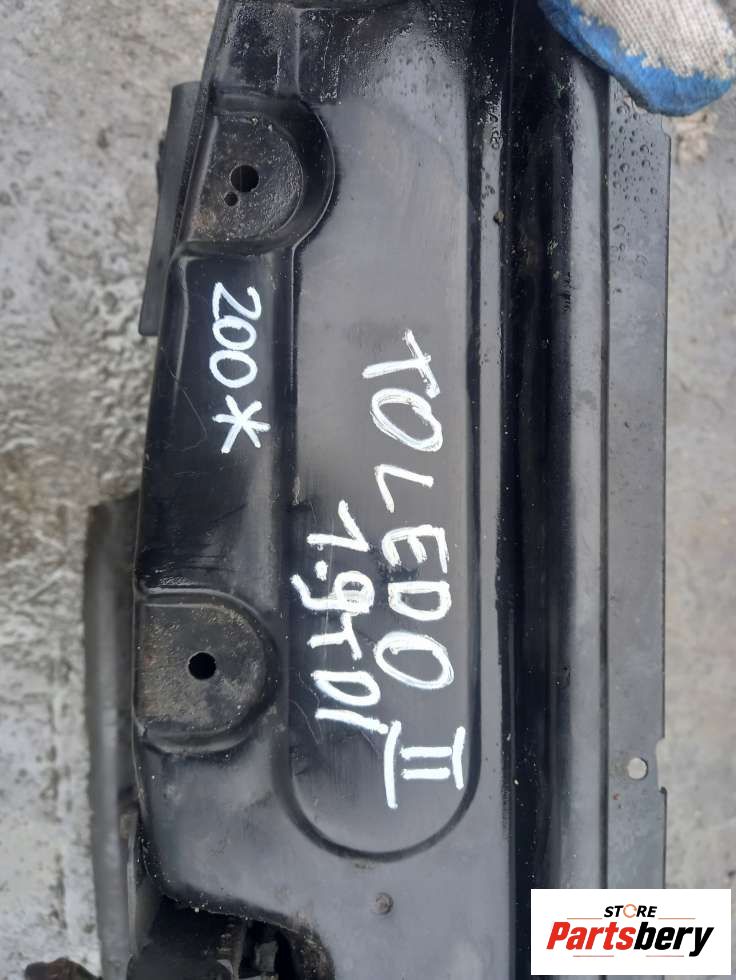 200*
TOLEDO II
1.9TDI
STORE
Partsbery